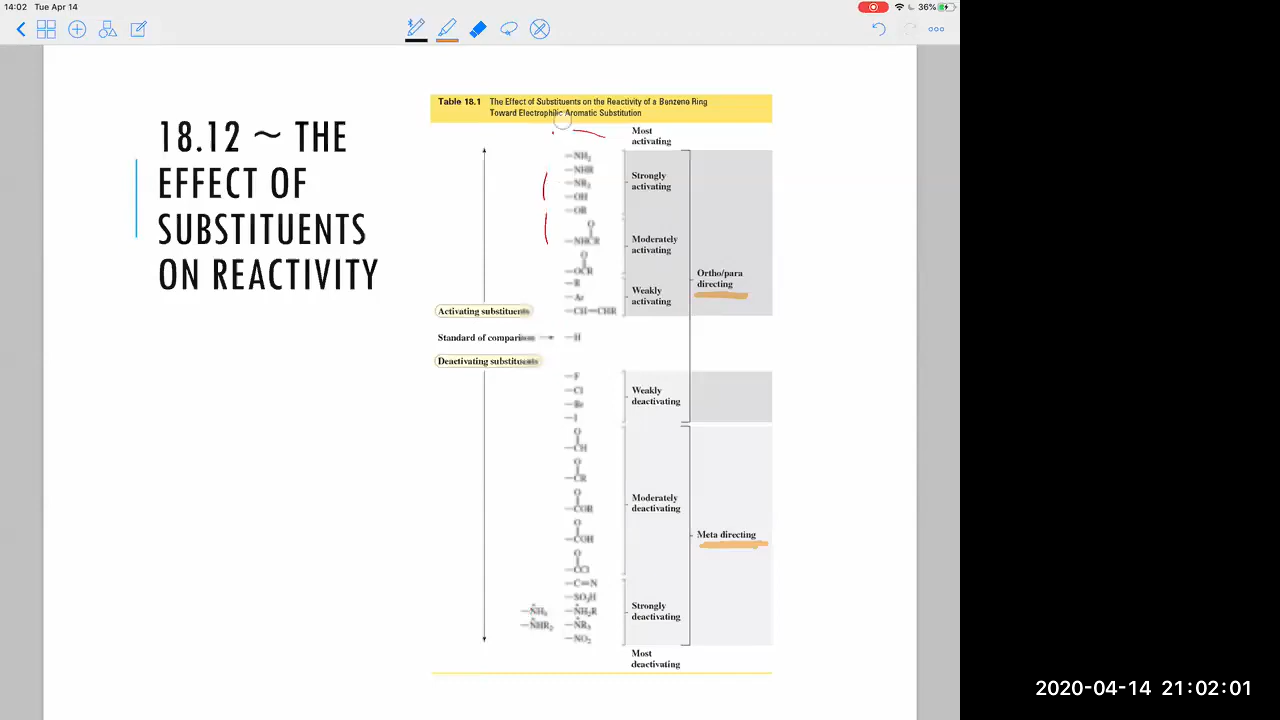 14:02 Tue Apr 14
36%
18.12 ~ THE
EFFECT OF
SUBSTITUENTS
ON REACTIVITY
Table 18.1 The Effect of Substituents on the Reactivity of a Benzene Ring
Toward Electrophilic Aromatic Substitution
Most
activating
—NH₂
—NHR
—NR₂
—OH
—OR
Strongly
activating
O
—NHCR
O
—OCR
Moderately
activating
—R
—Ar
—CH=CHR
Weakly
activating
Ortho/para
directing
Activating substituents
Standard of comparison
—H
Deactivating substituents
—F
—Cl
—Br
—I
Weakly
deactivating
O
—CH
O
—CR
O
—COR
O
—COH
O
—CCl
Moderately
deactivating
Meta directing
—C≡N
—SO₃H
—N⁺H₃ —N⁺H₂R
—N⁺HR₂ —N⁺R₃
—NO₂
Strongly
deactivating
Most
deactivating
2020-04-14 21:02:01